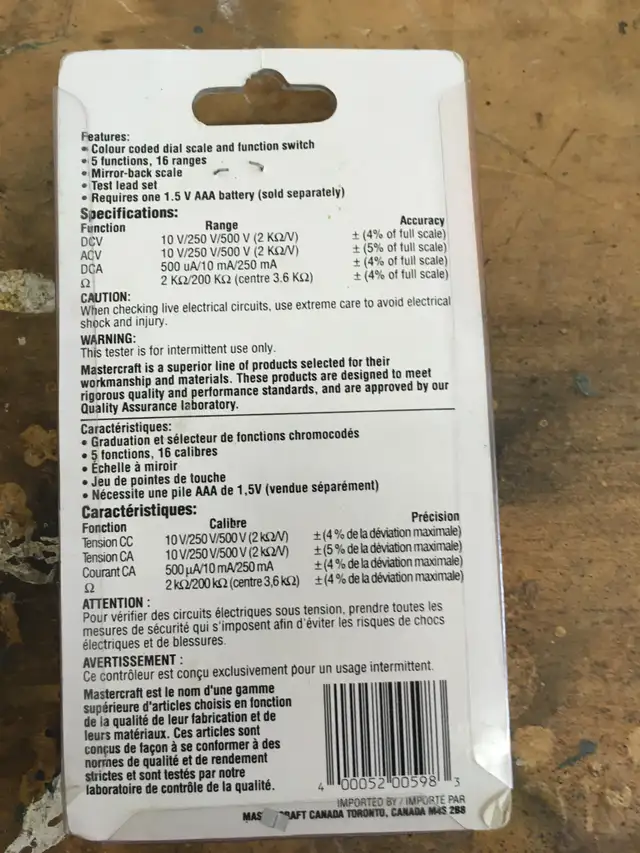 Features:
• Colour coded dial scale and function switch
• 5 functions, 16 ranges
• Mirror-back scale
• Test lead set
• Requires one 1.5 V AAA battery (sold separately)
Specifications:
Function Range Accuracy
DCV 10 V/250 V/500 V (2 KΩ/V) ± (4% of full scale)
ACV 10 V/250 V/500 V (2 KΩ/V) ± (5% of full scale)
DCA 500 uA/10 mA/250 mA ± (4% of full scale)
Ω 2 KΩ/200 KΩ (centre 3.6 KΩ) ± (4% of full scale)
CAUTION:
When checking live electrical circuits, use extreme care to avoid electrical
shock and injury.
WARNING:
This tester is for intermittent use only.
Mastercraft is a superior line of products selected for their
workmanship and materials. These products are designed to meet
rigorous quality and performance standards, and are approved by our
Quality Assurance laboratory.
Caractéristiques:
• Graduation et sélecteur de fonctions chromocodés
• 5 fonctions, 16 calibres
• Échelle à miroir
• Jeu de pointes de touche
• Nécessite une pile AAA de 1,5V (vendue séparément)
Caractéristiques:
Fonction Calibre Précision
Tension CC 10 V/250 V/500 V (2 kΩ/V) ± (4 % de la déviation maximale)
Tension CA 10 V/250 V/500 V (2 kΩ/V) ± (5 % de la déviation maximale)
Courant CA 500 µA/10 mA/250 mA ± (4 % de la déviation maximale)
Ω 2 kΩ/200 kΩ (centre 3,6 kΩ) ± (4 % de la déviation maximale)
ATTENTION :
Pour vérifier des circuits électriques sous tension, prendre toutes les
mesures de sécurité qui s'imposent afin d'éviter les risques de chocs
électriques et de blessures.
AVERTISSEMENT :
Ce contrôleur est conçu exclusivement pour un usage intermittent.
Mastercraft est le nom d'une gamme
supérieure d'articles choisis en fonction
de la qualité de leur fabrication et de
leurs matériaux. Ces articles sont
conçus de façon à se conformer à des
normes de qualité et de rendement
strictes et sont testés par notre
laboratoire de contrôle de la qualité.
4 00052 00598 3
IMPORTED BY / IMPORTÉ PAR
CANADA TORONTO, CANADA M4S 2B8